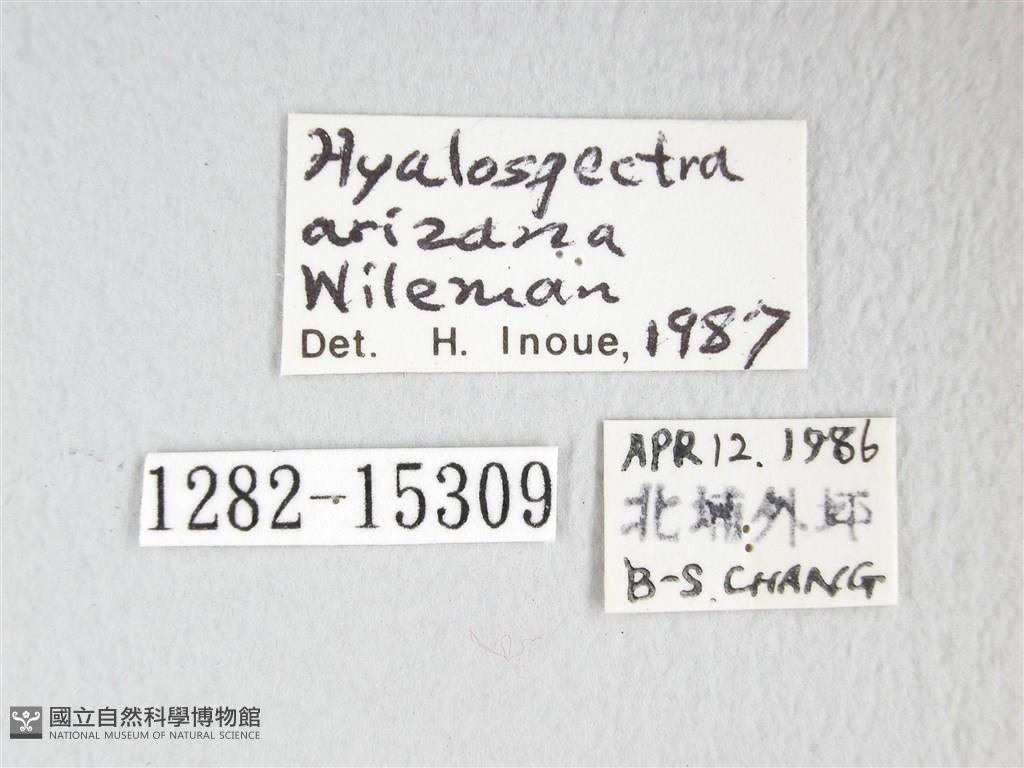 Hyalospectra
arizana
Wileman
Det. H. Inoue, 1987
1282-15309
APR 12. 1986
北埔外坪
B-S. CHANG
國立自然科學博物館
NATIONAL MUSEUM OF NATURAL SCIENCE